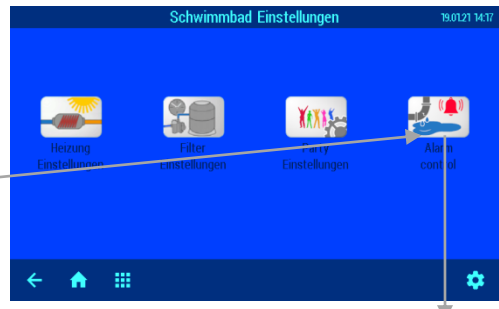 Schwimmbad Einstellungen
19.01.21 14:17
Heizung
Einstellungen
Filter
Einstellungen
Party
Einstellungen
Alarm
control